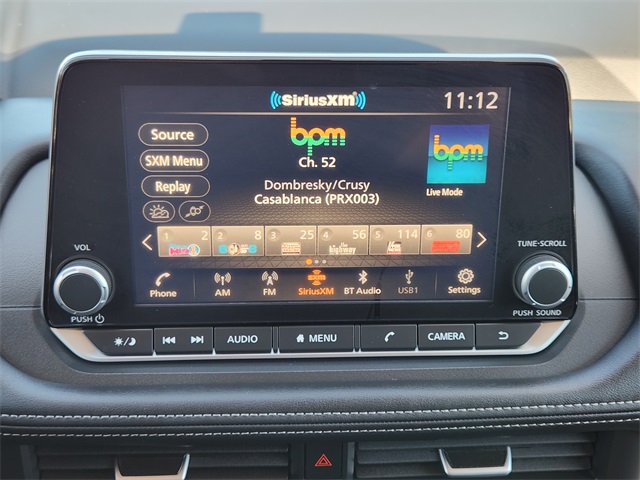 SiriusXM
11:12
Source
bpm
bpm
Ch. 52
SXM Menu
Live Mode
Replay
Dombresky/Crusy
Casablanca (PRX003)
1 2
2 8
3 25
4 The highway 56
5 114
6 80
VOL
TUNE-SCROLL
Phone
AM
FM
SiriusXM
BT Audio
USB1
Settings
PUSH
PUSH SOUND
AUDIO
MENU
CAMERA